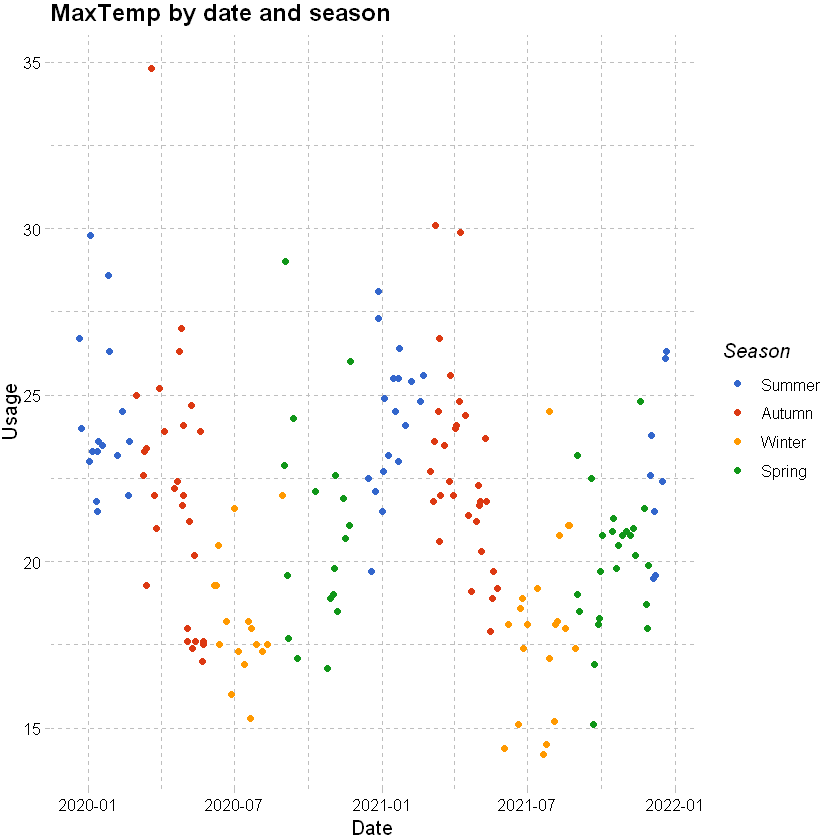 MaxTemp by date and season
35
30
25
20
15
Usage
2020-01
2020-07
2021-01
2021-07
2022-01
Date
Season
Summer
Autumn
Winter
Spring